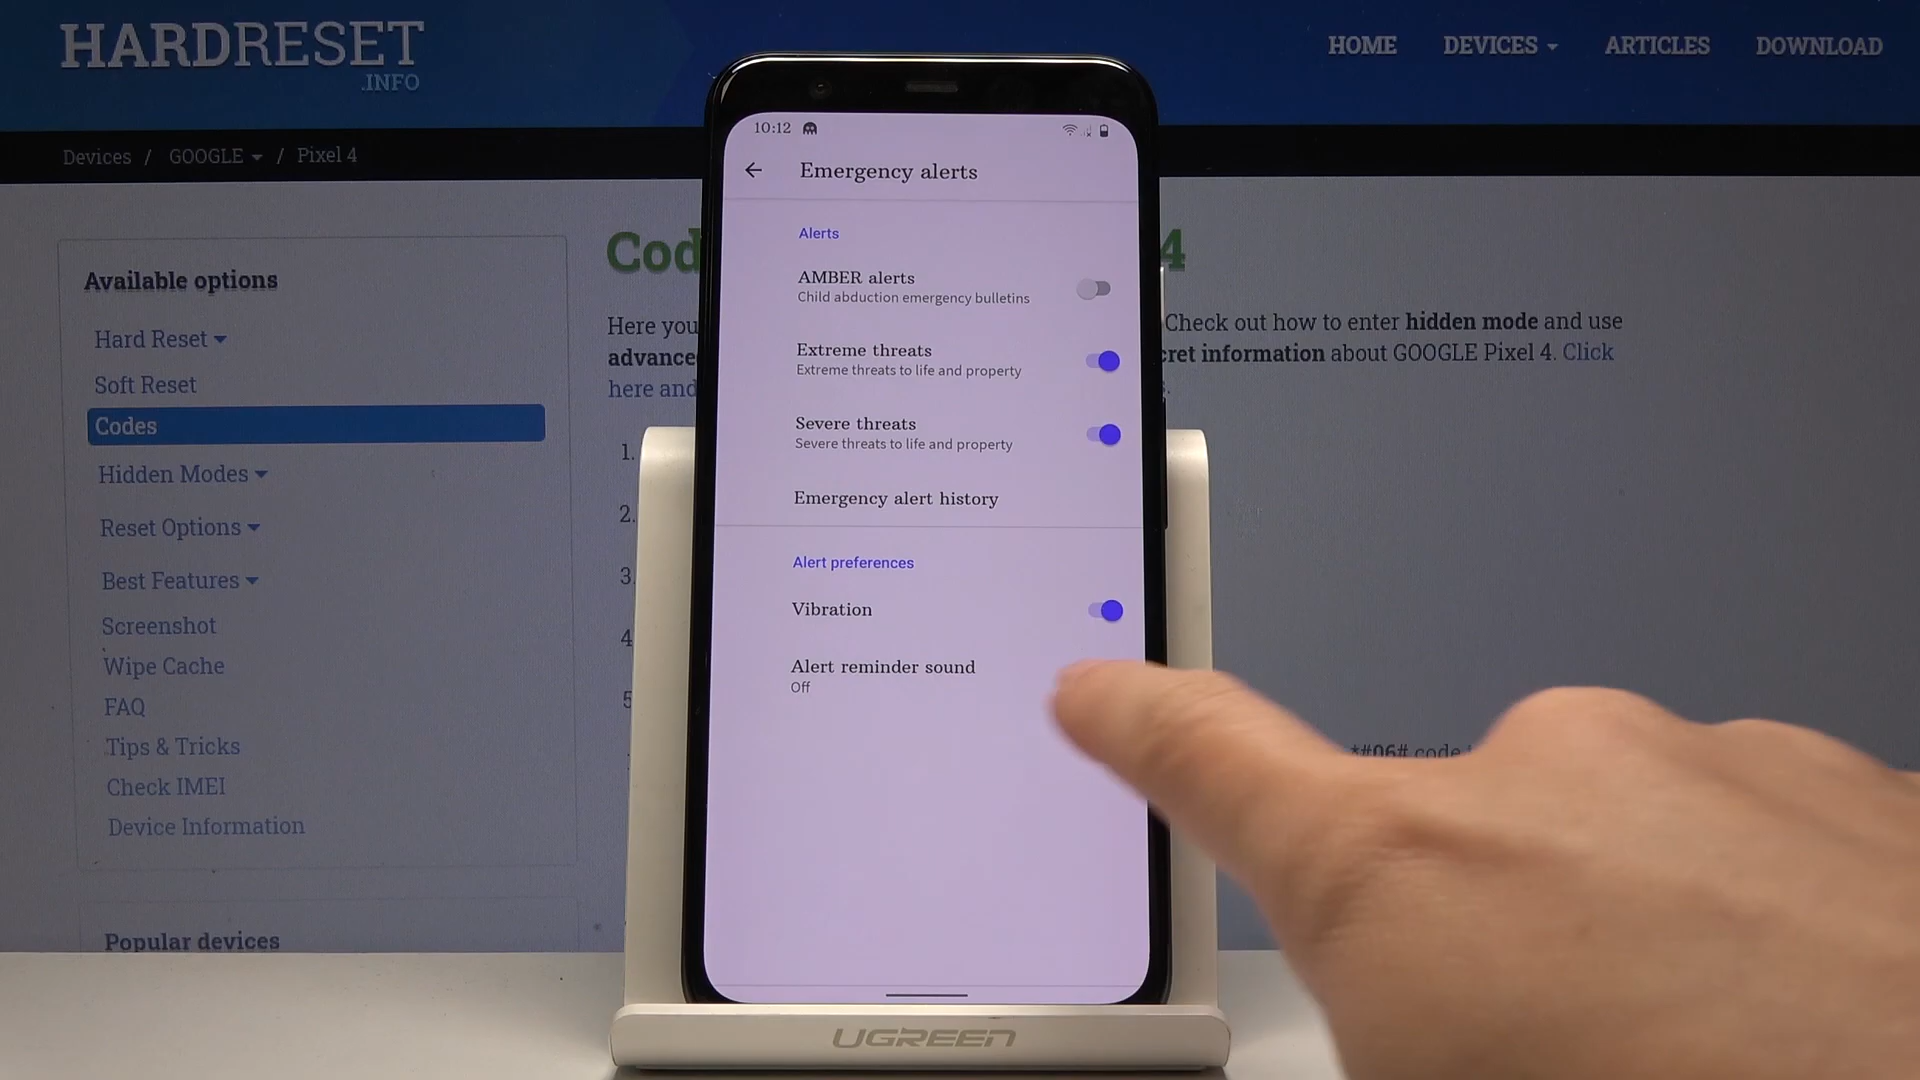 HARDRESET
.INFO
HOME DEVICES ARTICLES DOWNLOAD
Devices / GOOGLE / Pixel 4
Available options
Hard Reset
Soft Reset
Codes
Hidden Modes
Reset Options
Best Features
Screenshot
Wipe Cache
FAQ
Tips & Tricks
Check IMEI
Device Information
Popular devices
Cod
4
Here you
Check out how to enter hidden mode and use
advance
cret information about GOOGLE Pixel 4. Click
here and
1.
2.
3.
4
5
*#06# code
10:12
Emergency alerts
Alerts
AMBER alerts
Child abduction emergency bulletins
Extreme threats
Extreme threats to life and property
Severe threats
Severe threats to life and property
Emergency alert history
Alert preferences
Vibration
Alert reminder sound
Off
UGREEN